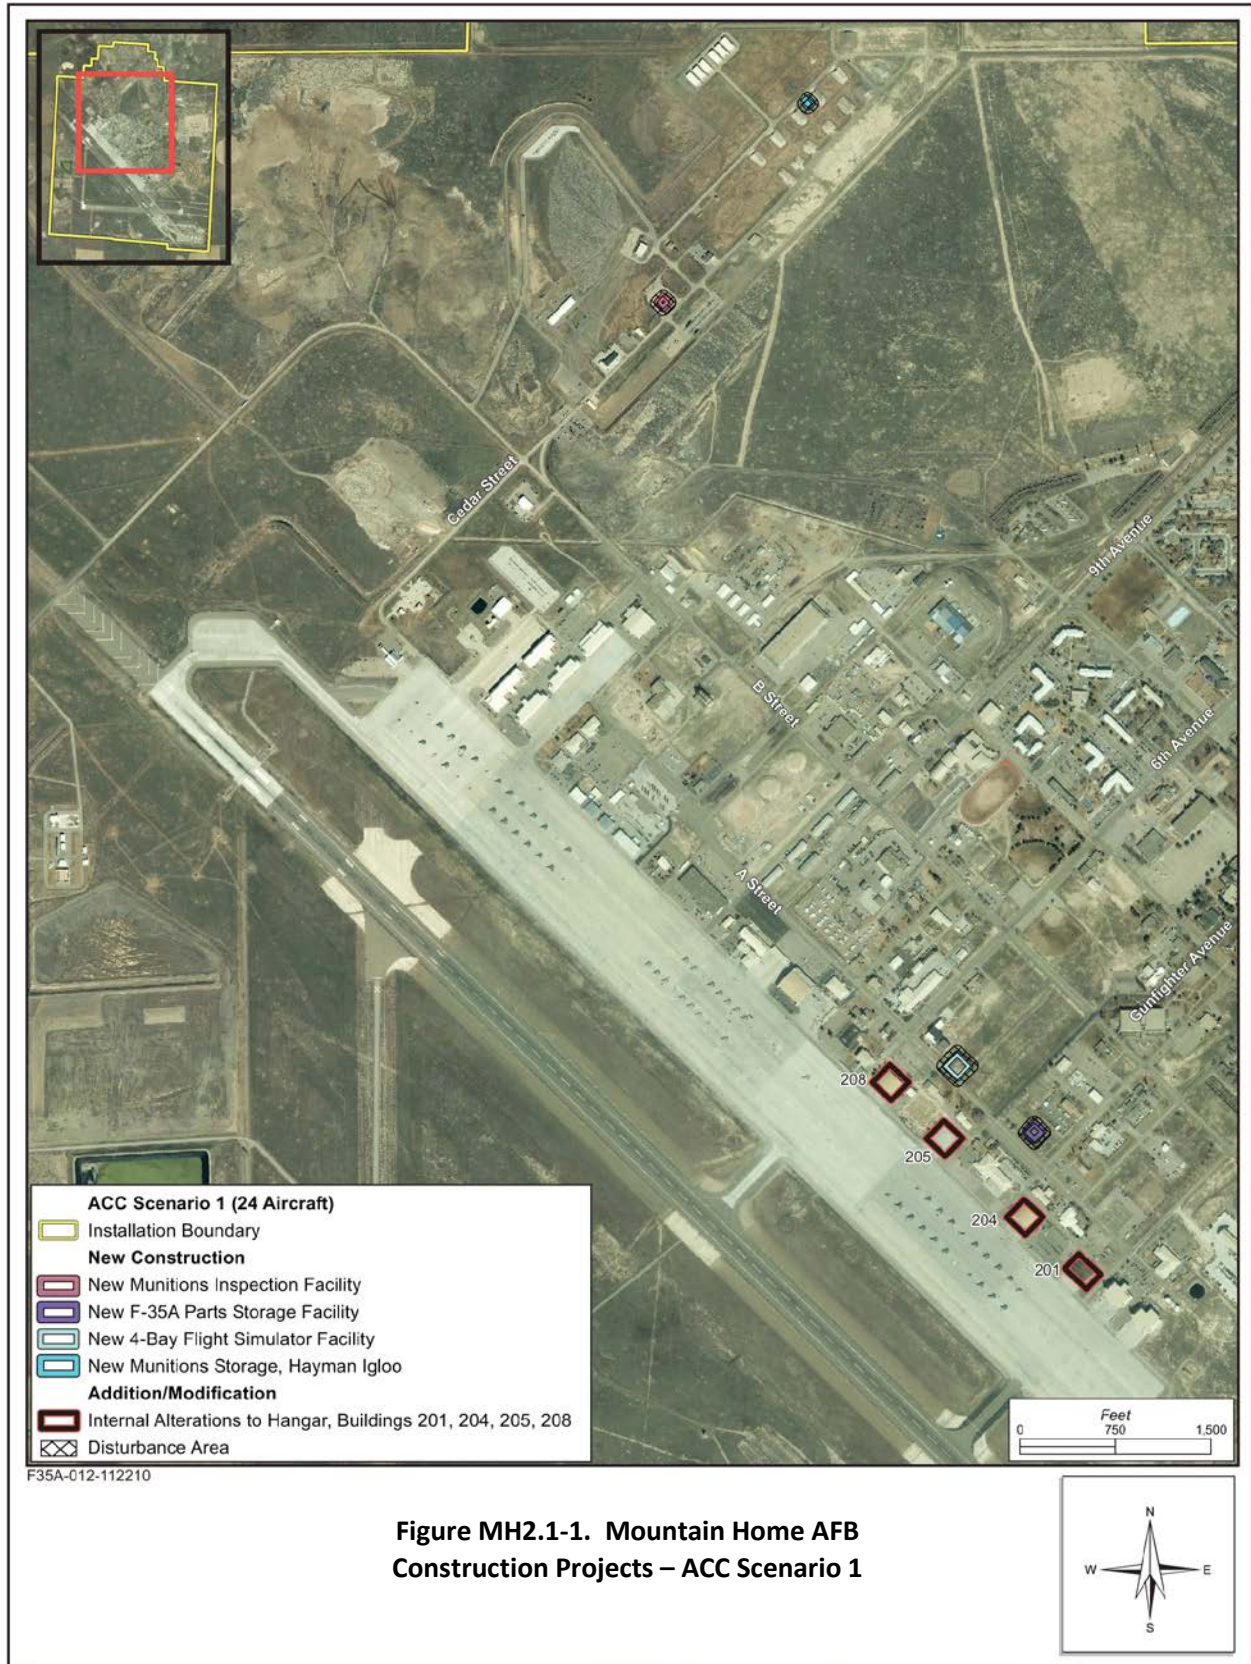 Cedar Street
9th Avenue
B Street
6th Avenue
A Street
Gunfighter Avenue
208
205
204
201
ACC Scenario 1 (24 Aircraft)
Installation Boundary
New Construction
New Munitions Inspection Facility
New F-35A Parts Storage Facility
New 4-Bay Flight Simulator Facility
New Munitions Storage, Hayman Igloo
Addition/Modification
Internal Alterations to Hangar, Buildings 201, 204, 205, 208
Disturbance Area
Feet
0 750 1,500
F35A-012-112210
Figure MH2.1-1. Mountain Home AFB
Construction Projects – ACC Scenario 1
N
W E
S